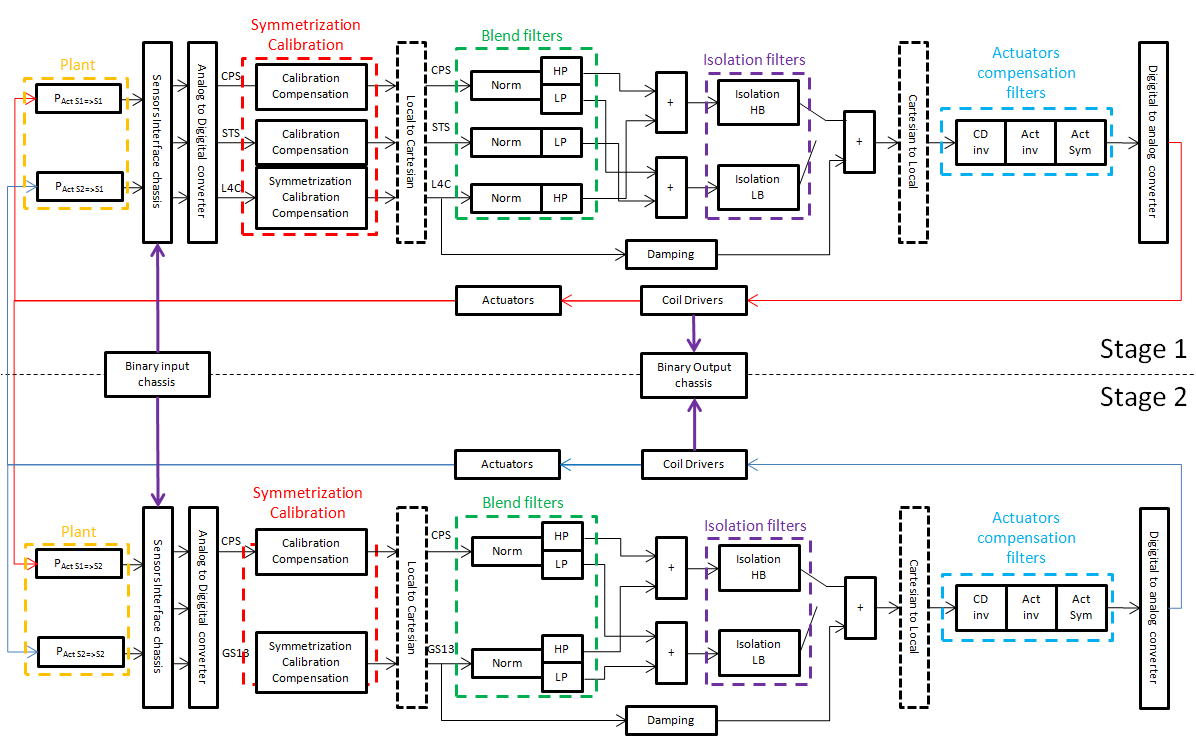 Symmetrization
Calibration
Blend filters
Isolation filters
Actuators
compensation
filters
Plant
P Act S1=>S1
P Act S2=>S1
Sensors Interface chassis
Analog to Digigital converter
CPS
STS
L4C
Calibration
Compensation
Calibration
Compensation
Symmetrization
Calibration
Compensation
Local to Cartesian
CPS
STS
L4C
Norm
HP
LP
Norm
LP
Norm
HP
+
+
Isolation
HB
Isolation
LB
+
Damping
Cartesian to Local
CD
inv
Act
inv
Act
Sym
Digigital to analog converter
Actuators
Coil Drivers
Binary input
chassis
Binary Output
chassis
Stage 1
Stage 2
Actuators
Coil Drivers
Symmetrization
Calibration
Blend filters
Isolation filters
Actuators
compensation
filters
Plant
P Act S1=>S2
P Act S2=>S2
Sensors Interface chassis
Analog to Digigital converter
CPS
GS13
Calibration
Compensation
Symmetrization
Calibration
Compensation
Local to Cartesian
CPS
GS13
Norm
HP
LP
Norm
HP
LP
+
+
Isolation
HB
Isolation
LB
+
Damping
Cartesian to Local
CD
inv
Act
inv
Act
Sym
Digigital to analog converter